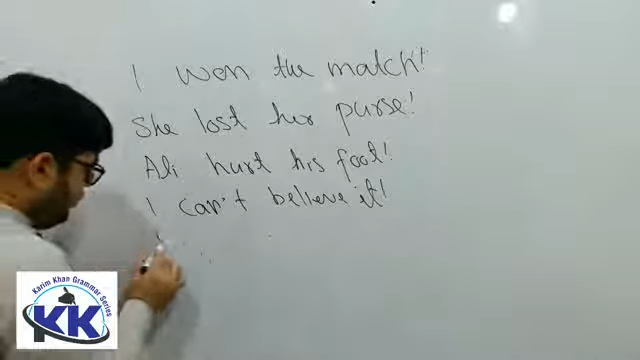 I won the match!
She lost her purse!
Ali hurt his foot!
I can't believe it!
Karim Khan Grammar Series
KK